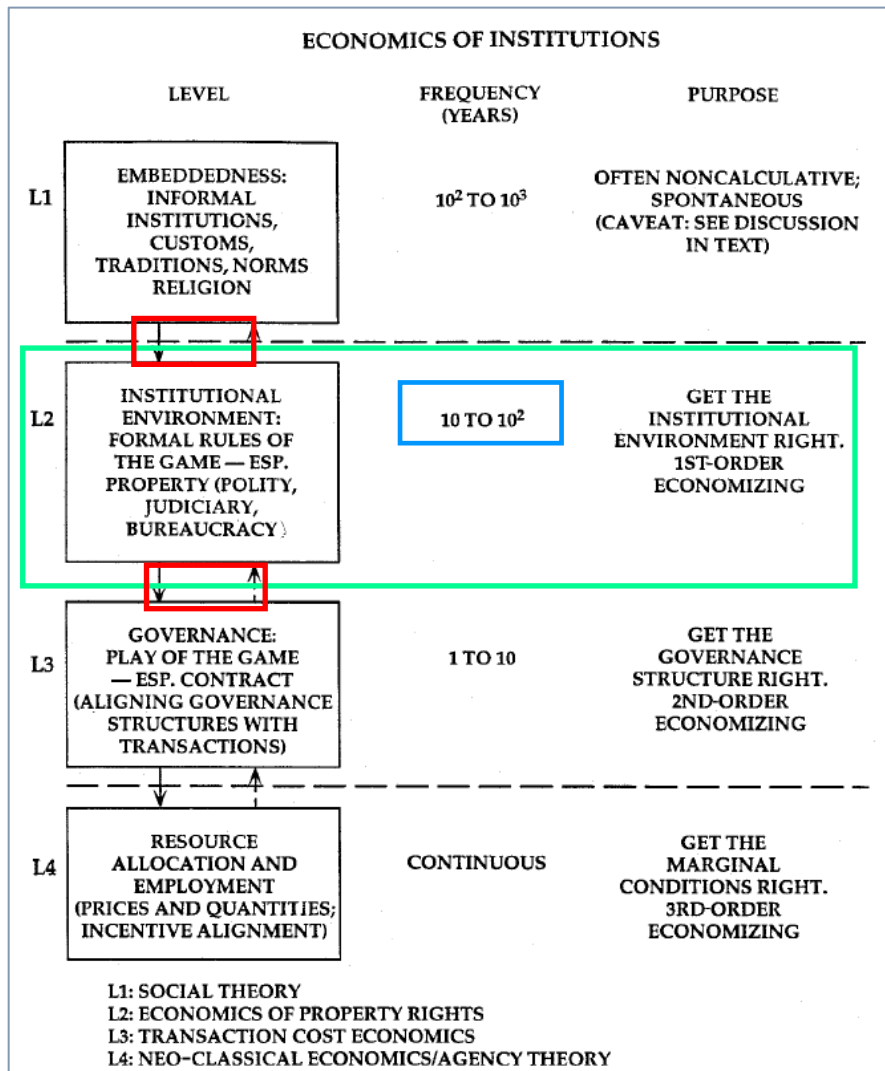 ECONOMICS OF INSTITUTIONS
LEVEL
FREQUENCY
(YEARS)
PURPOSE
L1
EMBEDDEDNESS:
INFORMAL
INSTITUTIONS,
CUSTOMS,
TRADITIONS, NORMS
RELIGION
10² TO 10³
OFTEN NONCALCULATIVE;
SPONTANEOUS
(CAVEAT: SEE DISCUSSION
IN TEXT)
L2
INSTITUTIONAL
ENVIRONMENT:
FORMAL RULES OF
THE GAME — ESP.
PROPERTY (POLITY,
JUDICIARY,
BUREAUCRACY)
10 TO 10²
GET THE
INSTITUTIONAL
ENVIRONMENT RIGHT.
1ST-ORDER
ECONOMIZING
L3
GOVERNANCE:
PLAY OF THE GAME
— ESP. CONTRACT
(ALIGNING GOVERNANCE
STRUCTURES WITH
TRANSACTIONS)
1 TO 10
GET THE
GOVERNANCE
STRUCTURE RIGHT.
2ND-ORDER
ECONOMIZING
L4
RESOURCE
ALLOCATION AND
EMPLOYMENT
(PRICES AND QUANTITIES;
INCENTIVE ALIGNMENT)
CONTINUOUS
GET THE
MARGINAL
CONDITIONS RIGHT.
3RD-ORDER
ECONOMIZING
L1: SOCIAL THEORY
L2: ECONOMICS OF PROPERTY RIGHTS
L3: TRANSACTION COST ECONOMICS
L4: NEO-CLASSICAL ECONOMICS/AGENCY THEORY